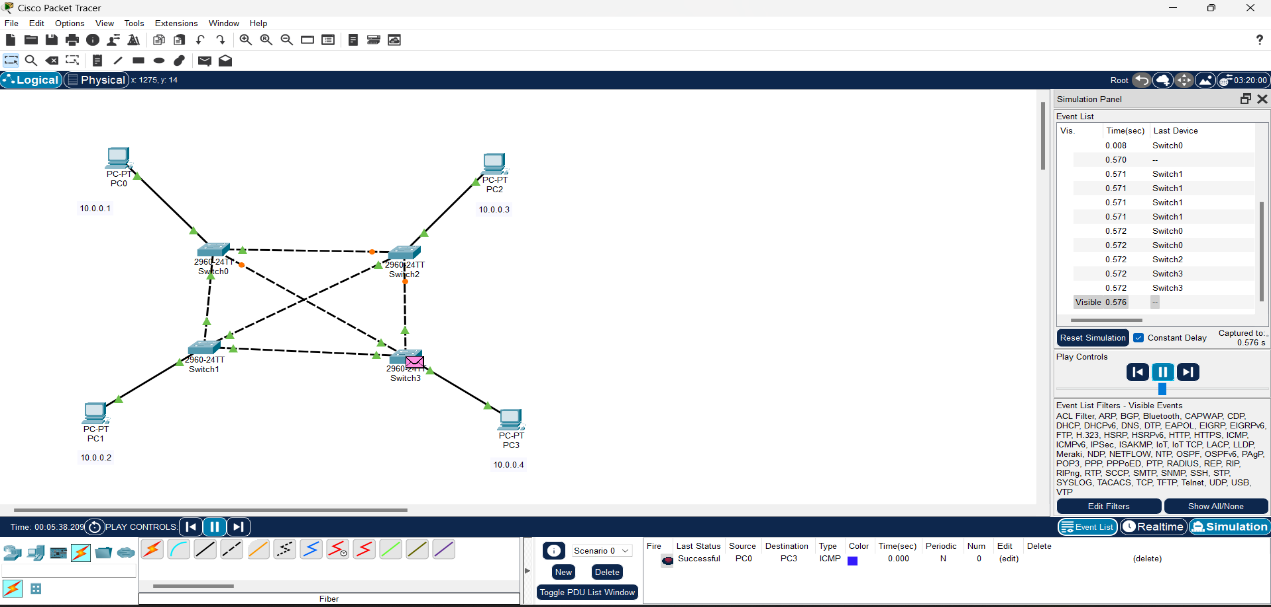 Cisco Packet Tracer
File Edit Options View Tools Extensions Window Help
?
Logical Physical x: 1275, y: 14 Root 03:20:00
Simulation Panel
Event List
Vis. Time(sec) Last Device
0.008 Switch0
0.570 --
0.571 Switch1
0.571 Switch1
0.571 Switch1
0.571 Switch1
0.572 Switch0
0.572 Switch0
0.572 Switch2
0.572 Switch3
0.572 Switch3
Visible 0.576 --
Reset Simulation Constant Delay Captured to:
0.576 s
Play Controls
Event List Filters - Visible Events
ACL Filter, ARP, BGP, Bluetooth, CAPWAP, CDP,
DHCP, DHCPv6, DNS, DTP, EAPOL, EIGRP, EIGRPv6,
FTP, H.323, HSRP, HSRPv6, HTTP, HTTPS, ICMP,
ICMPv6, IPSec, ISAKMP, IoT, IoT TCP, LACP, LLDP,
Meraki, NDP, NETFLOW, NTP, OSPF, OSPFv6, PAgP,
POP3, PPP, PPPoED, PTP, RADIUS, REP, RIP,
RIPng, RTP, SCCP, SMTP, SNMP, SSH, STP,
SYSLOG, TACACS, TCP, TFTP, Telnet, UDP, USB,
VTP
Edit Filters Show All/None
Event List Realtime Simulation
PC-PT
PC0
10.0.0.1
PC-PT
PC2
10.0.0.3
2960-24TT
Switch0
2960-24TT
Switch2
2960-24TT
Switch1
2960-24TT
Switch3
PC-PT
PC1
10.0.0.2
PC-PT
PC3
10.0.0.4
Time: 00:05:38.209 PLAY CONTROLS:
Fiber
Scenario 0
New Delete
Toggle PDU List Window
Fire Last Status Source Destination Type Color Time(sec) Periodic Num Edit Delete
Successful PC0 PC3 ICMP 0.000 N 0 (edit) (delete)